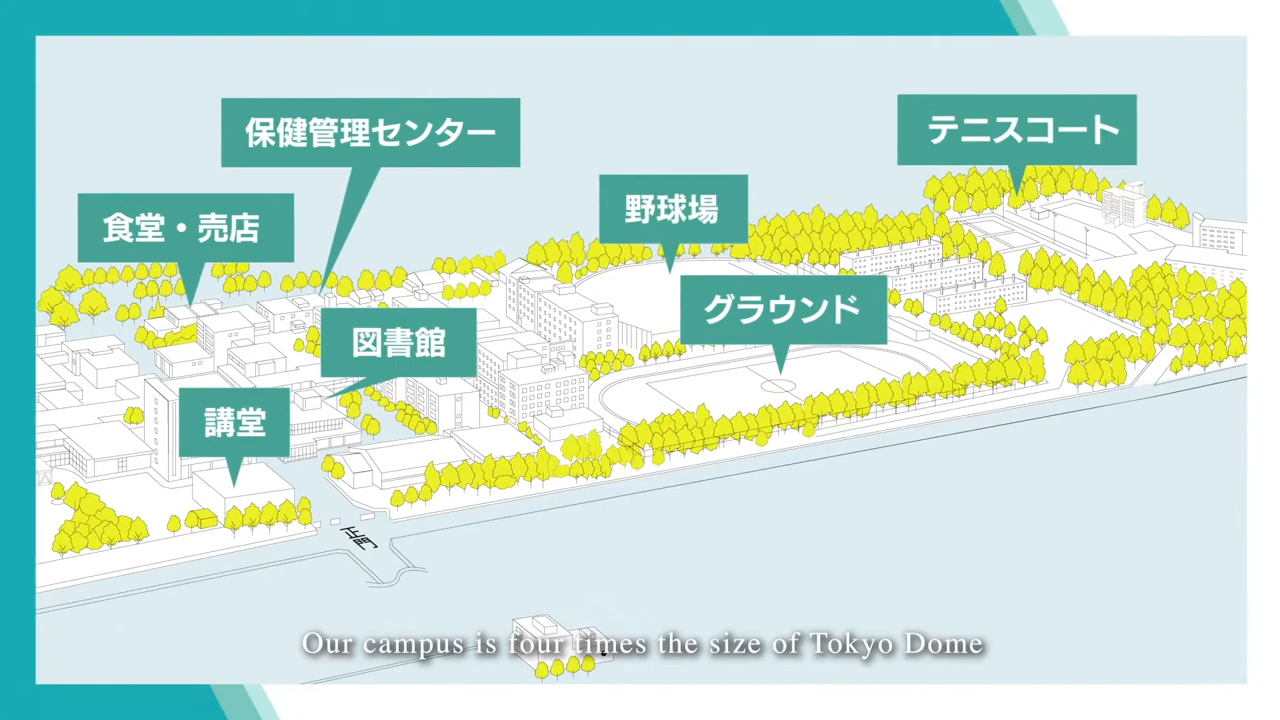 保健管理センター
テニスコート
食堂・売店
野球場
グラウンド
図書館
講堂
正門
Our campus is four times the size of Tokyo Dome